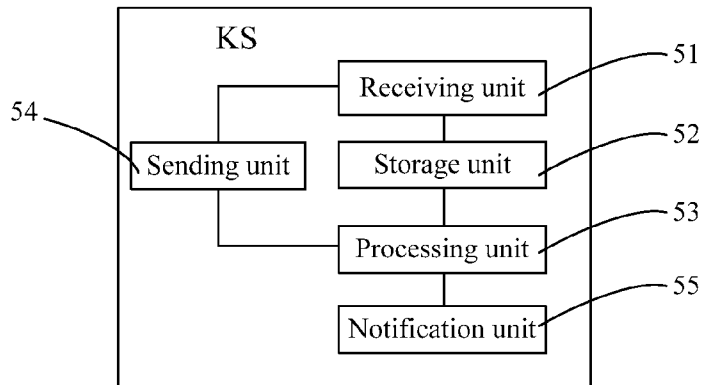 KS
51
Receiving unit
54
52
Sending unit
Storage unit
53
Processing unit
55
Notification unit